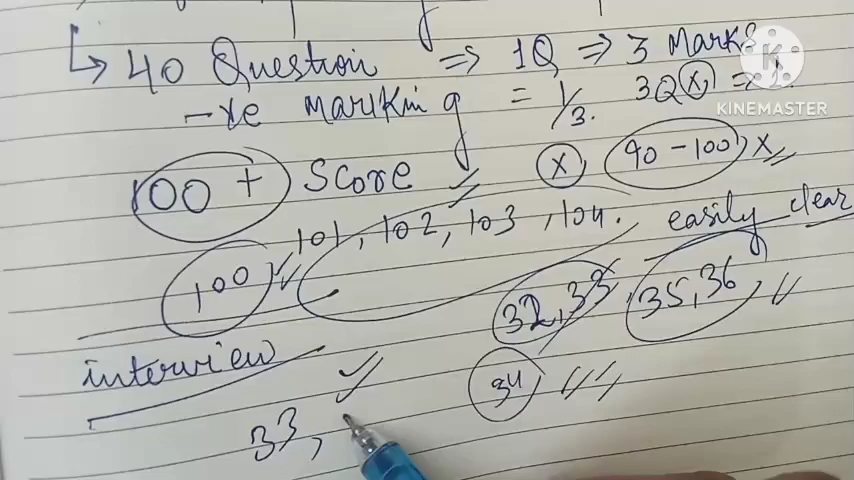 ↳ 40 Question ⇒ 1Q ⇒ 3 Marks
-ve marking = 1/3. 3Q (x) ⇒
KINEMASTER
100 + Score (x) 90-100, x
101, 102, 103, 104. easily clear
100
32, 33, 35, 36
interview
34
33,